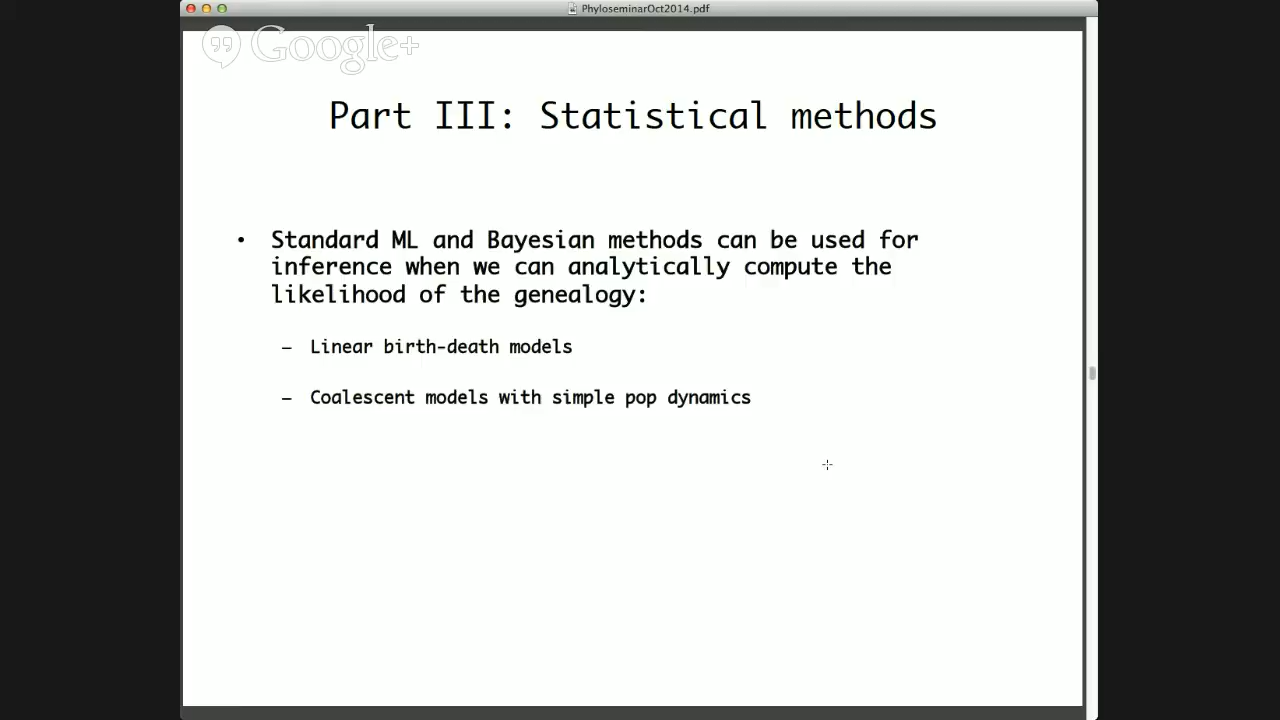 PhyloseminarOct2014.pdf
Google+
Part III: Statistical methods
• Standard ML and Bayesian methods can be used for
inference when we can analytically compute the
likelihood of the genealogy:
– Linear birth-death models
– Coalescent models with simple pop dynamics